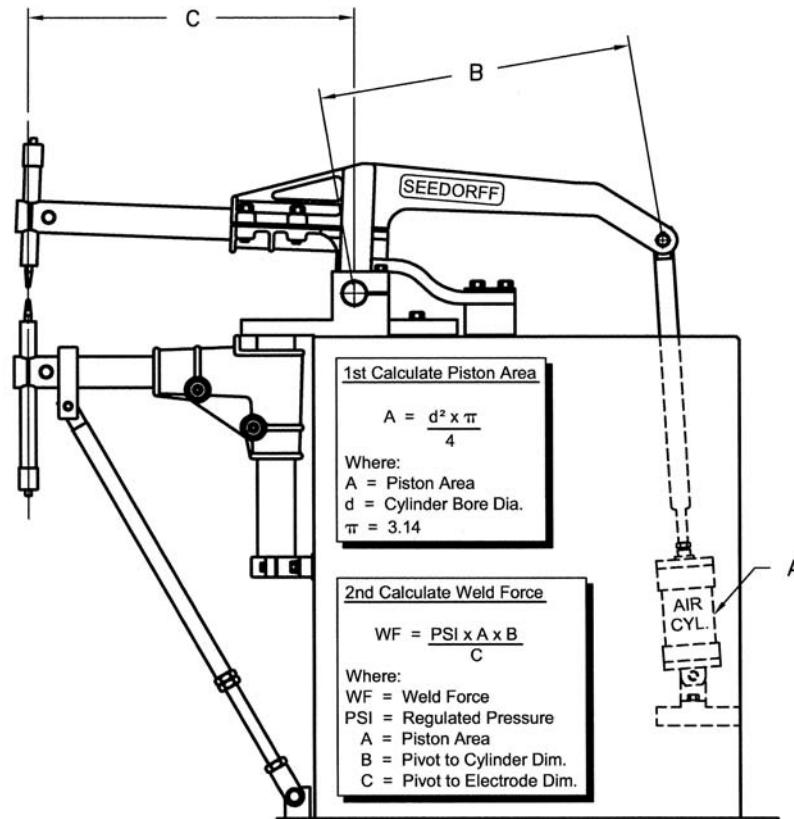 C
B
SEEDORFF
1st Calculate Piston Area
A = d² x π
4
Where:
A = Piston Area
d = Cylinder Bore Dia.
π = 3.14
A
AIR
CYL.
2nd Calculate Weld Force
WF = PSI x A x B
C
Where:
WF = Weld Force
PSI = Regulated Pressure
A = Piston Area
B = Pivot to Cylinder Dim.
C = Pivot to Electrode Dim.